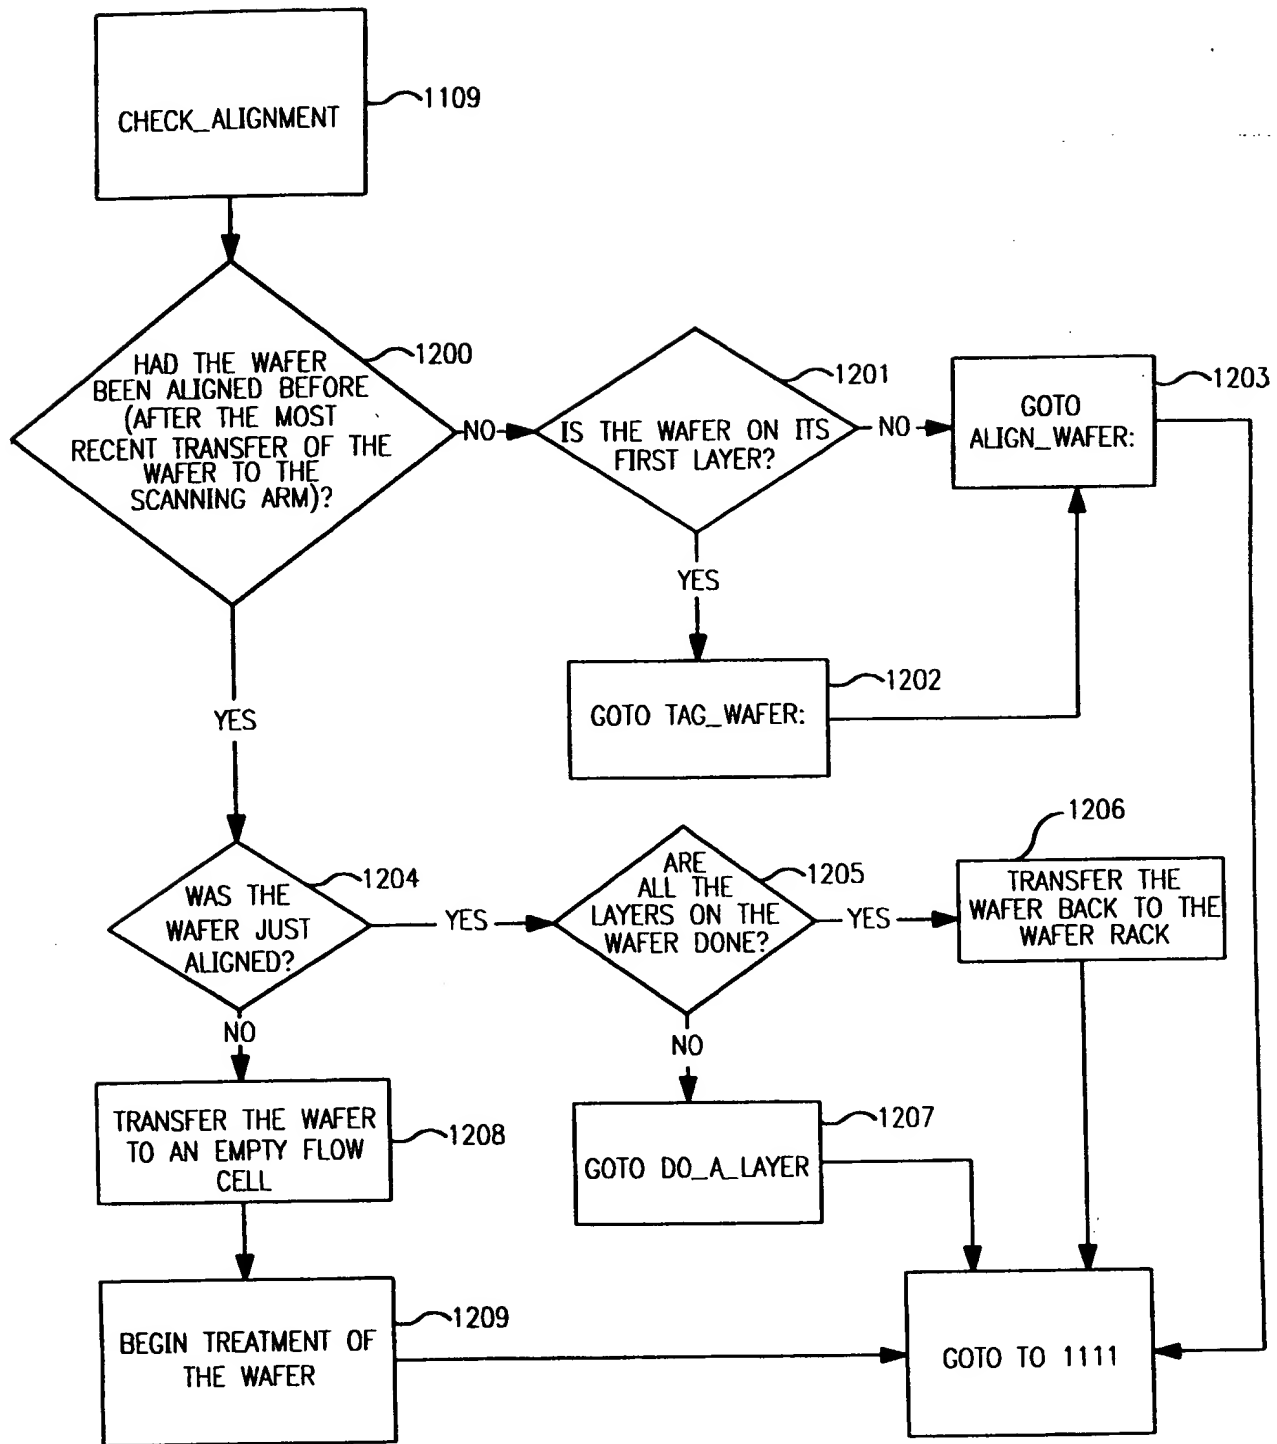 CHECK_ALIGNMENT
1109
HAD THE WAFER
BEEN ALIGNED BEFORE
(AFTER THE MOST
RECENT TRANSFER OF THE
WAFER TO THE
SCANNING ARM)?
1200
NO
IS THE WAFER ON ITS
FIRST LAYER?
1201
NO
GOTO
ALIGN_WAFER:
1203
YES
GOTO TAG_WAFER:
1202
YES
WAS THE
WAFER JUST
ALIGNED?
1204
YES
ARE
ALL THE
LAYERS ON THE
WAFER DONE?
1205
YES
TRANSFER THE
WAFER BACK TO THE
WAFER RACK
1206
NO
NO
TRANSFER THE WAFER
TO AN EMPTY FLOW
CELL
1208
GOTO DO_A_LAYER
1207
BEGIN TREATMENT OF
THE WAFER
1209
GOTO TO 1111